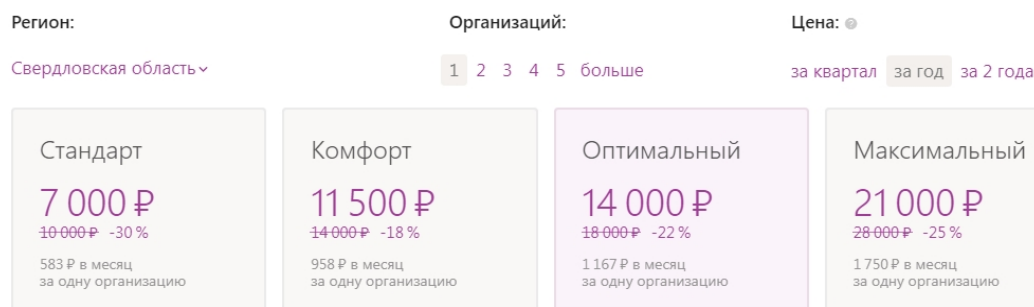 Регион: Организаций: Цена:
Свердловская область 1 2 3 4 5 больше за квартал за год за 2 года
Стандарт
7 000 ₽
10 000 ₽ -30 %
583 ₽ в месяц
за одну организацию
Комфорт
11 500 ₽
14 000 ₽ -18 %
958 ₽ в месяц
за одну организацию
Оптимальный
14 000 ₽
18 000 ₽ -22 %
1 167 ₽ в месяц
за одну организацию
Максимальный
21 000 ₽
28 000 ₽ -25 %
1 750 ₽ в месяц
за одну организацию